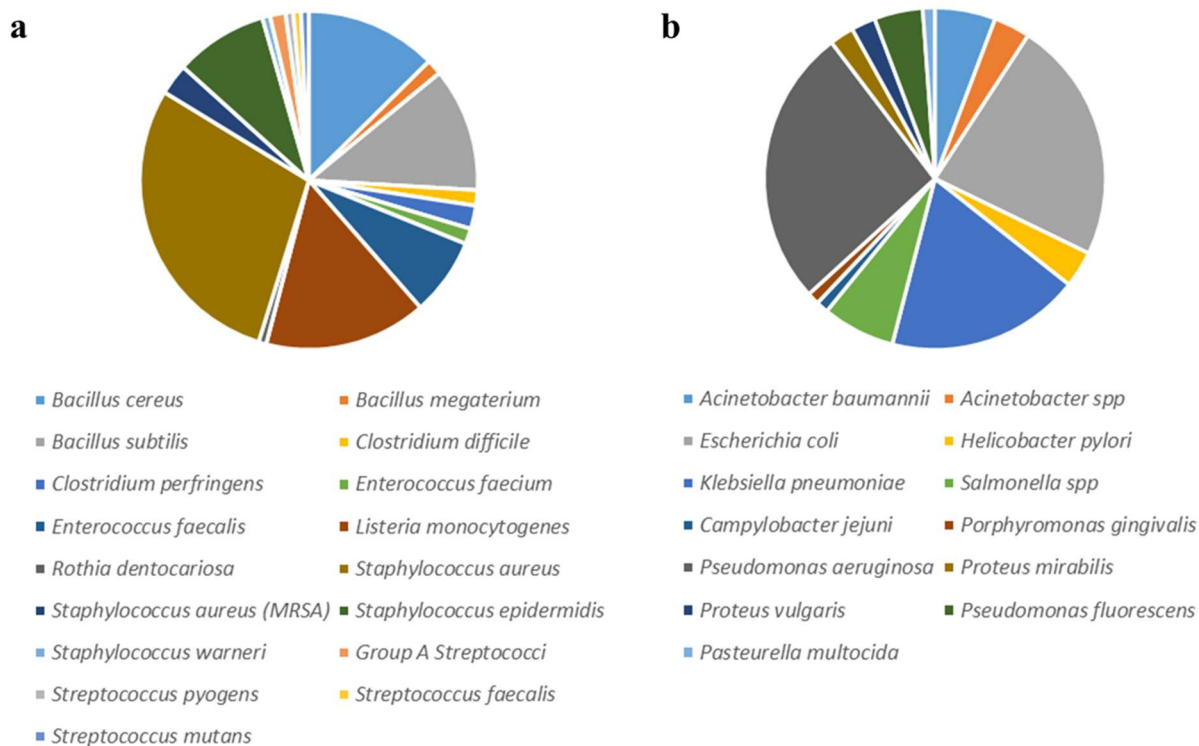 a
b
Bacillus cereus
Bacillus megaterium
Bacillus subtilis
Clostridium difficile
Clostridium perfringens
Enterococcus faecium
Enterococcus faecalis
Listeria monocytogenes
Rothia dentocariosa
Staphylococcus aureus
Staphylococcus aureus (MRSA)
Staphylococcus epidermidis
Staphylococcus warneri
Group A Streptococci
Streptococcus pyogens
Streptococcus faecalis
Streptococcus mutans
Acinetobacter baumannii
Acinetobacter spp
Escherichia coli
Helicobacter pylori
Klebsiella pneumoniae
Salmonella spp
Campylobacter jejuni
Porphyromonas gingivalis
Pseudomonas aeruginosa
Proteus mirabilis
Proteus vulgaris
Pseudomonas fluorescens
Pasteurella multocida